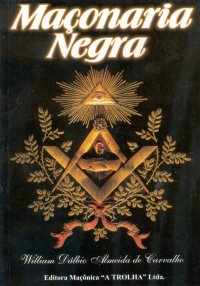 Maçonaria
Negra
G
William Dálbio Almeida de Carvalho
Editora Maçônica "A TROLHA" Ltda.